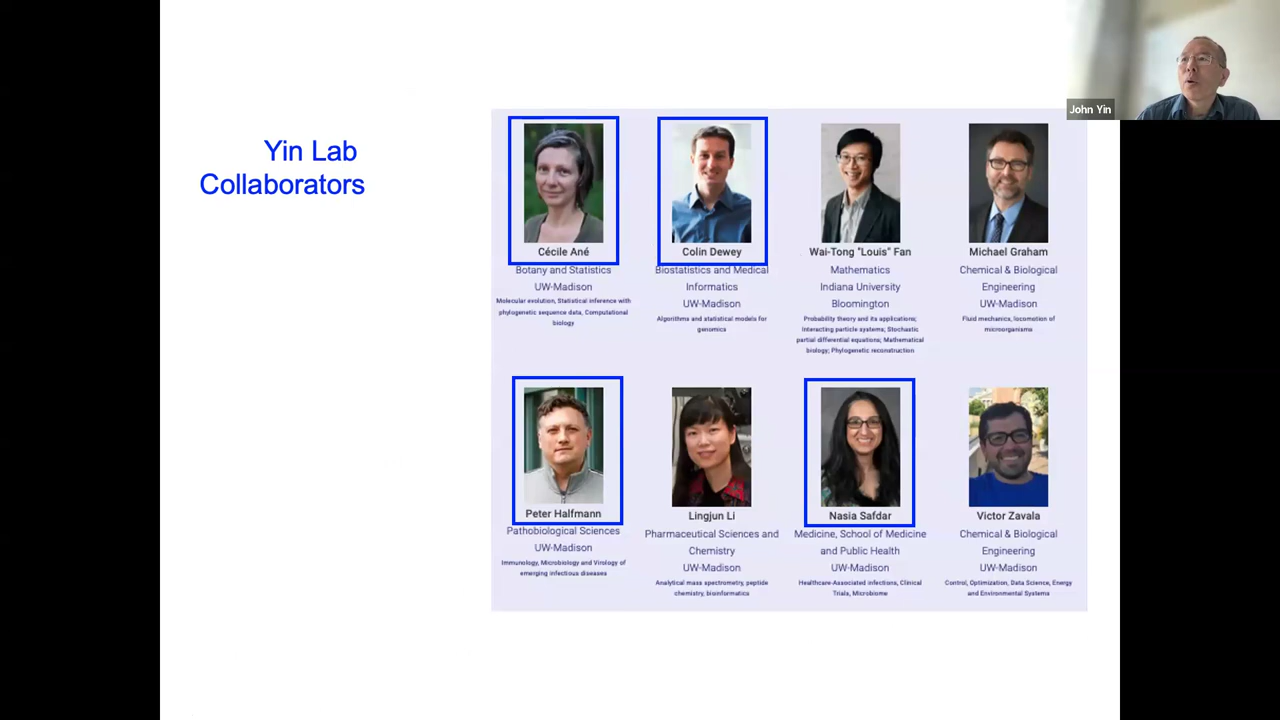 John Yin
Yin Lab
Collaborators
Cécile Ané
Botany and Statistics
UW-Madison
Molecular evolution, Statistical inference with
phylogenetic sequence data, Computational
biology
Colin Dewey
Biostatistics and Medical
Informatics
UW-Madison
Algorithms and statistical models for
genomics
Wai-Tong "Louis" Fan
Mathematics
Indiana University
Bloomington
Probability theory and its applications;
Interacting particle systems; Stochastic
partial differential equations; Mathematical
biology; Phylogenetic reconstruction
Michael Graham
Chemical & Biological
Engineering
UW-Madison
Fluid mechanics, locomotion of
microorganisms
Peter Halfmann
Pathobiological Sciences
UW-Madison
Immunology, Microbiology and Virology of
emerging infectious diseases
Lingjun Li
Pharmaceutical Sciences and
Chemistry
UW-Madison
Analytical mass spectrometry, peptide
chemistry, bioinformatics
Nasia Safdar
Medicine, School of Medicine
and Public Health
UW-Madison
Healthcare-Associated infections, Clinical
Trials, Microbiome
Victor Zavala
Chemical & Biological
Engineering
UW-Madison
Control, Optimization, Data Science, Energy
and Environmental Systems